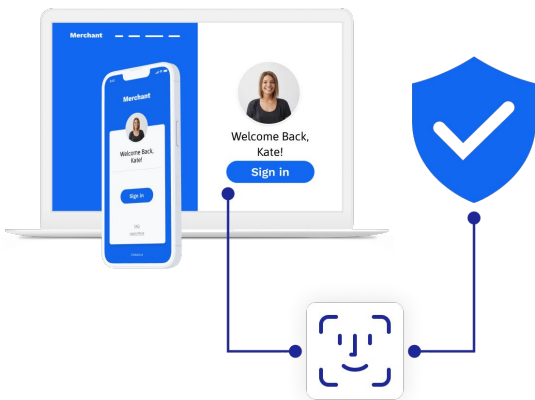 Merchant
Welcome Back,
Kate!
Sign in
Merchant
Welcome Back,
Kate!
Sign in